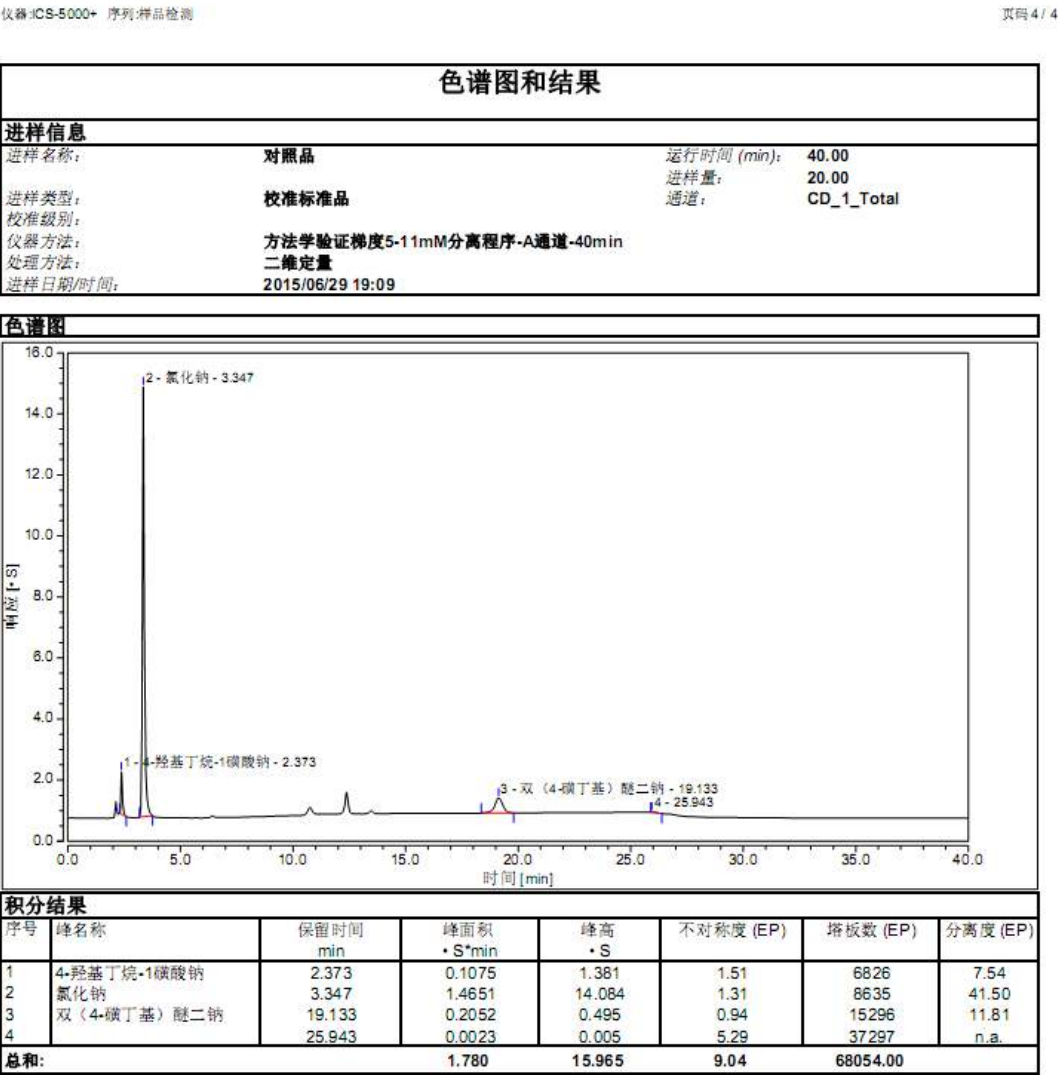 仪器:ICS-5000+ 序列:样品检测 页码 4 / 4
色谱图和结果
进样信息
进样名称: 对照品 运行时间 (min): 40.00
进样量: 20.00
进样类型: 校准标准品 通道: CD_1_Total
校准级别:
仪器方法: 方法学验证梯度5-11mM分离程序-A通道-40min
处理方法: 二维定量
进样日期/时间: 2015/06/29 19:09
色谱图
16.0
2 - 氯化钠 - 3.347
14.0
12.0
10.0
响应 [• S]
8.0
6.0
4.0
1 - 4-羟基丁烷-1磺酸钠 - 2.373
2.0
3 - 双（4-磺丁基）醚二钠 - 19.133
4 - 25.943
0.0
0.0 5.0 10.0 15.0 20.0 25.0 30.0 35.0 40.0
时间 [min]
积分结果
序号 峰名称 保留时间 峰面积 峰高 不对称度 (EP) 塔板数 (EP) 分离度 (EP)
min • S*min • S
1 4-羟基丁烷-1磺酸钠 2.373 0.1075 1.381 1.51 6826 7.54
2 氯化钠 3.347 1.4651 14.084 1.31 8635 41.50
3 双（4-磺丁基）醚二钠 19.133 0.2052 0.495 0.94 15296 11.81
4 25.943 0.0023 0.005 5.29 37297 n.a.
总和: 1.780 15.965 9.04 68054.00